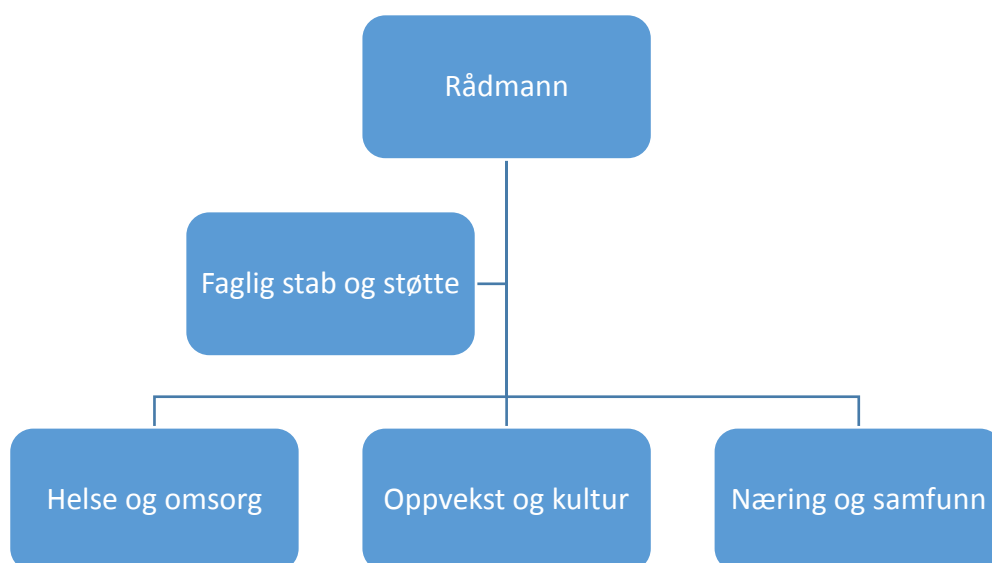 Rådmann
Faglig stab og støtte
Helse og omsorg
Oppvekst og kultur
Næring og samfunn